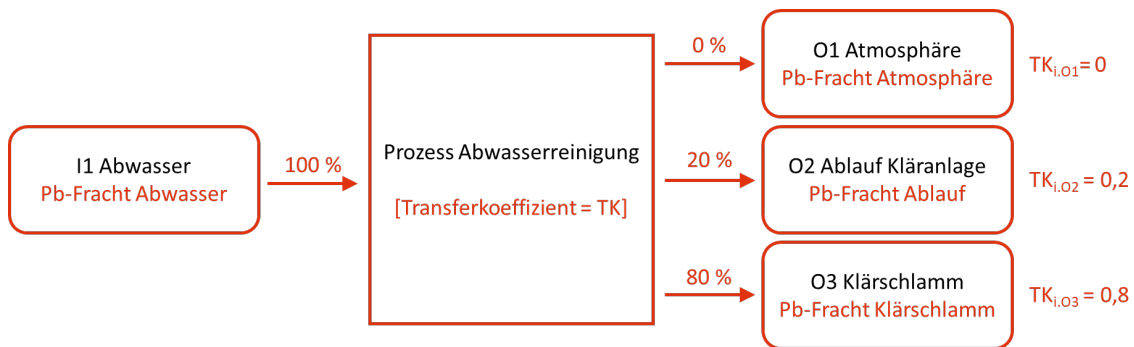 I1 Abwasser
Pb-Fracht Abwasser
100 %
Prozess Abwasserreinigung
[Transferkoeffizient = TK]
0 %
O1 Atmosphäre
Pb-Fracht Atmosphäre
TKi.O1= 0
20 %
O2 Ablauf Kläranlage
Pb-Fracht Ablauf
TKi.O2 = 0,2
80 %
O3 Klärschlamm
Pb-Fracht Klärschlamm
TKi.O3 = 0,8